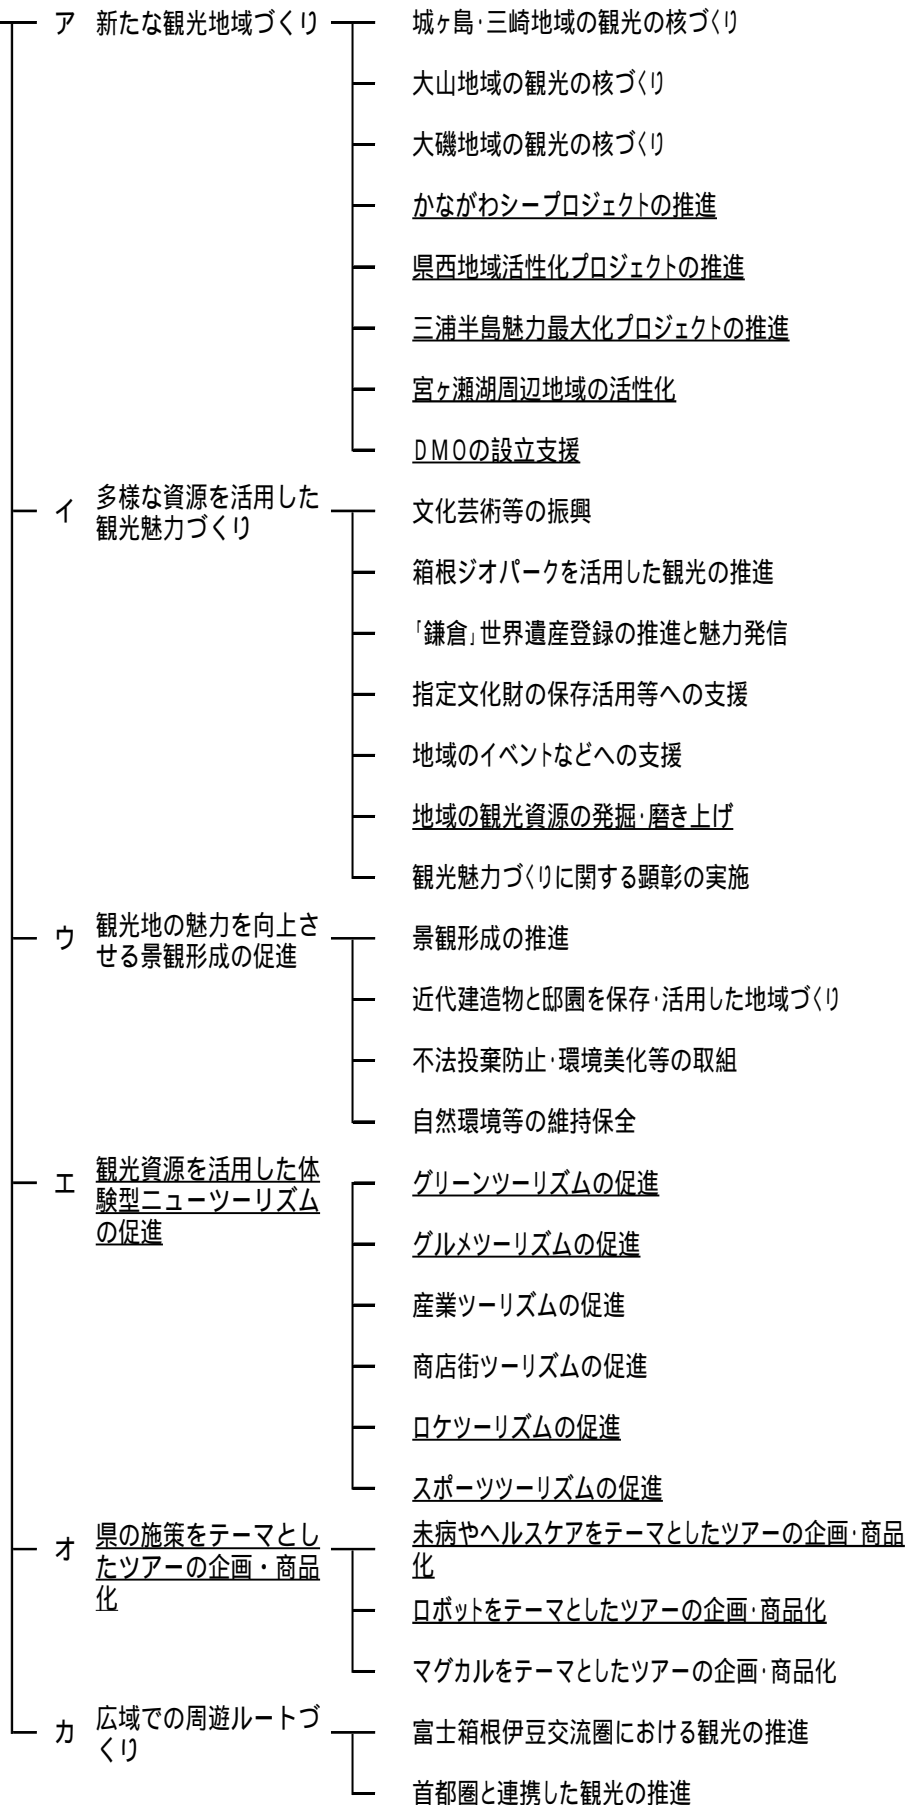 ア 新たな観光地域づくり 城ヶ島・三崎地域の観光の核づくり
大山地域の観光の核づくり
大磯地域の観光の核づくり
かながわシープロジェクトの推進
県西地域活性化プロジェクトの推進
三浦半島魅力最大化プロジェクトの推進
宮ヶ瀬湖周辺地域の活性化
DMOの設立支援
イ 多様な資源を活用した
観光魅力づくり
文化芸術等の振興
箱根ジオパークを活用した観光の推進
「鎌倉」世界遺産登録の推進と魅力発信
指定文化財の保存活用等への支援
地域のイベントなどへの支援
地域の観光資源の発掘・磨き上げ
観光魅力づくりに関する顕彰の実施
ウ 観光地の魅力を向上さ
せる景観形成の促進
景観形成の推進
近代建造物と邸園を保存・活用した地域づくり
不法投棄防止・環境美化等の取組
自然環境等の維持保全
エ 観光資源を活用した体
験型ニューツーリズム
の促進
グリーンツーリズムの促進
グルメツーリズムの促進
産業ツーリズムの促進
商店街ツーリズムの促進
ロケツーリズムの促進
スポーツツーリズムの促進
オ 県の施策をテーマとし
たツアーの企画・商品
化
未病やヘルスケアをテーマとしたツアーの企画・商品
化
ロボットをテーマとしたツアーの企画・商品化
マグカルをテーマとしたツアーの企画・商品化
カ 広域での周遊ルートづ
くり
富士箱根伊豆交流圏における観光の推進
首都圏と連携した観光の推進